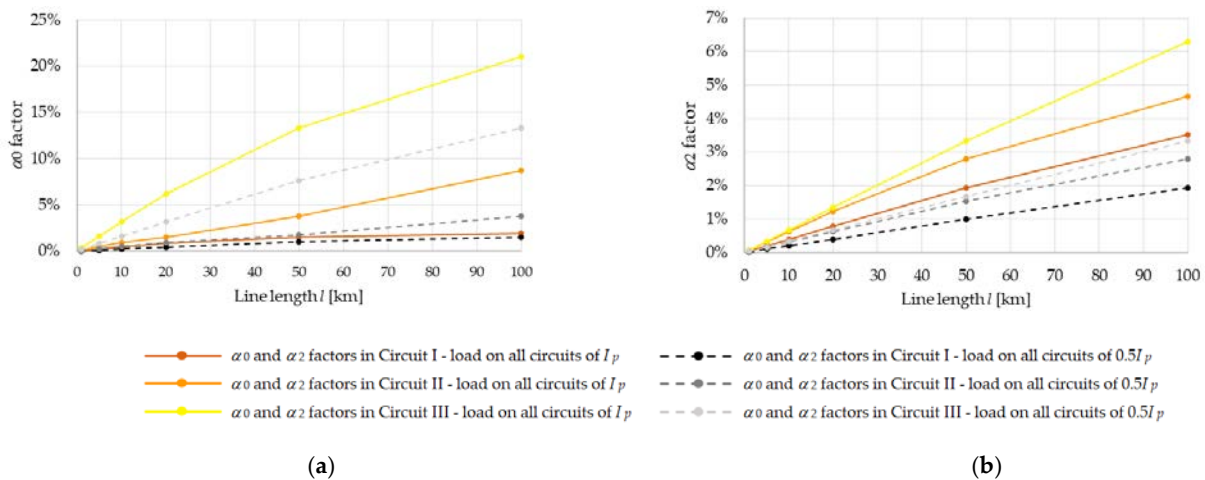 25%
20%
15%
10%
5%
0%
α0 factor
0 10 20 30 40 50 60 70 80 90 100
Line length l [km]
7%
6%
5%
4%
3%
2%
1%
0%
α2 factor
0 10 20 30 40 50 60 70 80 90 100
Line length l [km]
α0 and α2 factors in Circuit I - load on all circuits of I p
α0 and α2 factors in Circuit II - load on all circuits of I p
α0 and α2 factors in Circuit III - load on all circuits of I p
α0 and α2 factors in Circuit I - load on all circuits of 0.5I p
α0 and α2 factors in Circuit II - load on all circuits of 0.5I p
α0 and α2 factors in Circuit III - load on all circuits of 0.5I p
(a)
(b)